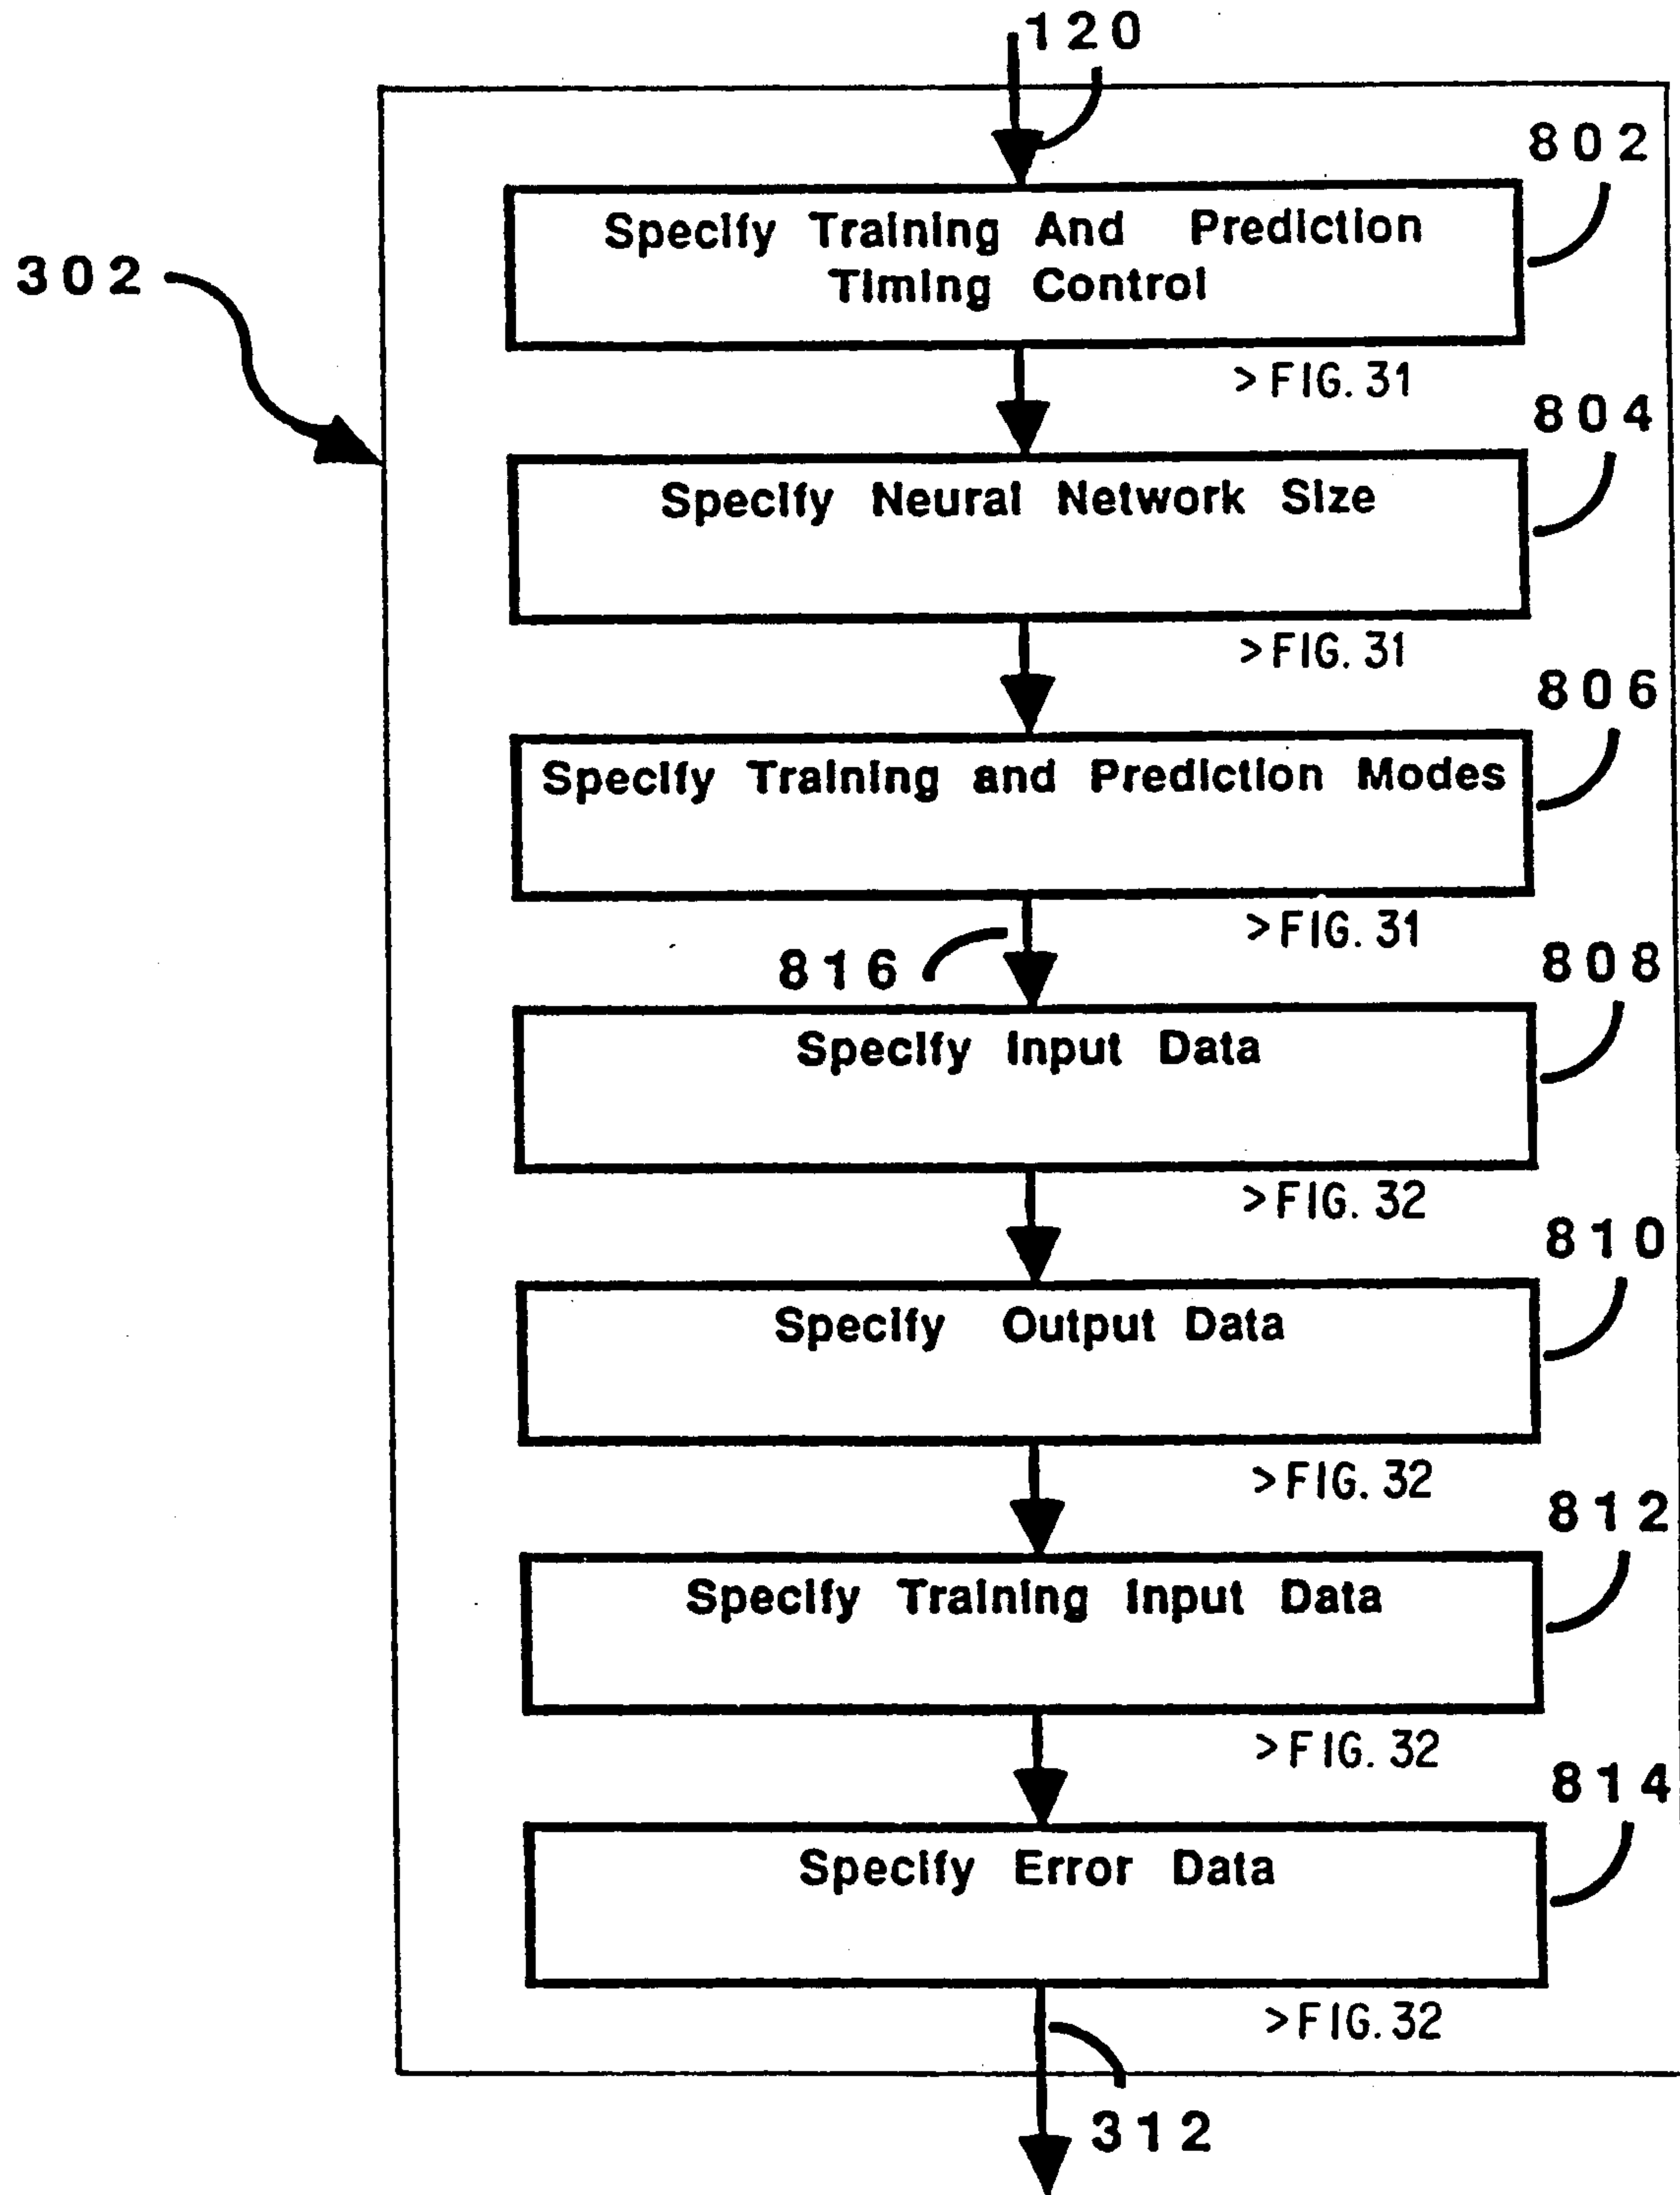 120
802
Specify Training And Prediction
Timing Control
302
>FIG. 31
804
Specify Neural Network Size
>FIG. 31
806
Specify Training and Prediction Modes
>FIG. 31
816
808
Specify Input Data
>FIG. 32
810
Specify Output Data
>FIG. 32
812
Specify Training Input Data
>FIG. 32
814
Specify Error Data
>FIG. 32
312